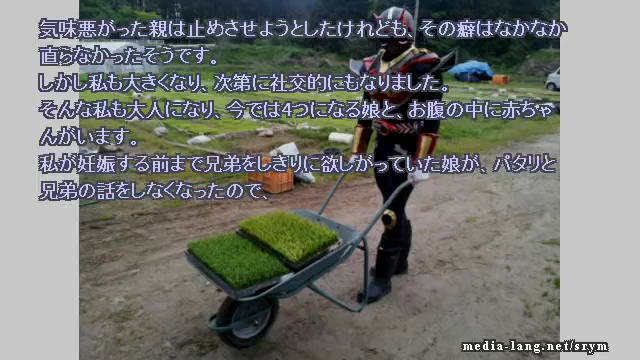 気味悪がった親は止めさせようとしたけれども、その癖はなかなか
直らなかったそうです。
しかし私も大きくなり、次第に社交的にもなりました。
そんな私も大人になり、今では4つになる娘と、お腹の中に赤ちゃ
んがいます。
私が妊娠する前まで兄弟をしきりに欲しがっていた娘が、パタリと
兄弟の話をしなくなったので、
media-lang.net/srym